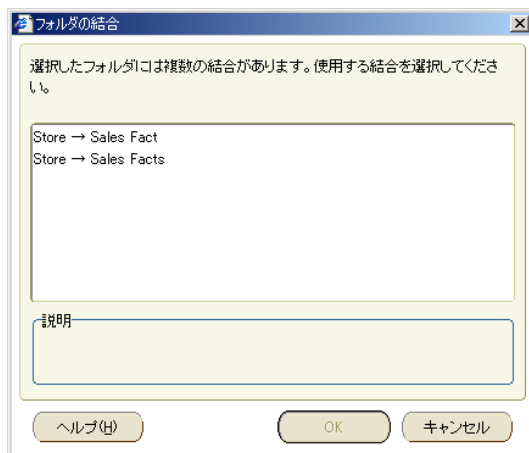 フォルダの結合
選択したフォルダには複数の結合があります。使用する結合を選択してくださ
い。
Store → Sales Fact
Store → Sales Facts
説明
ヘルプ(H)
OK
キャンセル